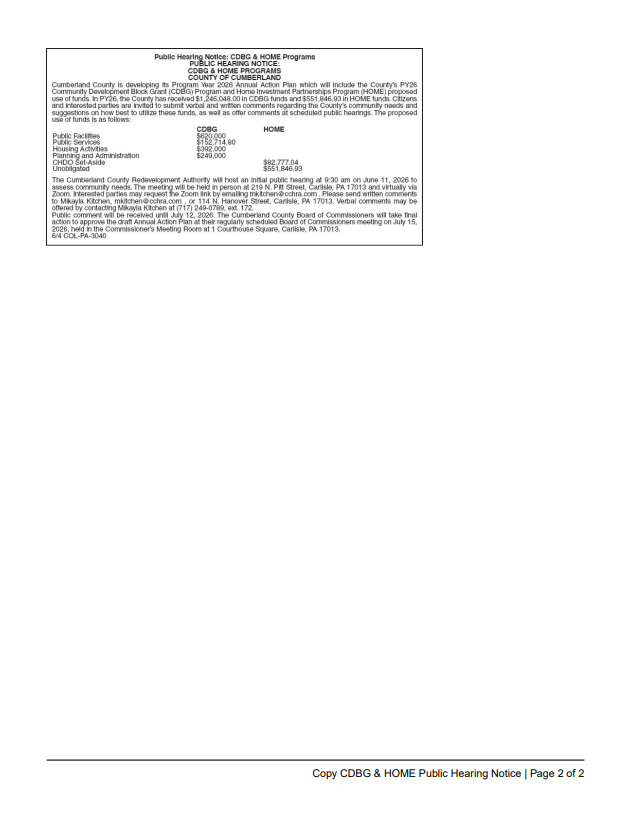 Public Hearing Notice: CDBG & HOME Programs
PUBLIC HEARING NOTICE:
CDBG & HOME PROGRAMS
COUNTY OF CUMBERLAND
Cumberland County is developing its Program Year 2026 Annual Action Plan which will include the County's PY26
Community Development Block Grant (CDBG) Program and Home Investment Partnerships Program (HOME) proposed
use of funds. In PY26, the County has received $1,246,048.00 in CDBG funds and $551,846.93 in HOME funds. Citizens
and interested parties are invited to submit verbal and written comments regarding the County's community needs and
suggestions on how best to utilize these funds, as well as offer comments at scheduled public hearings. The proposed
use of funds is as follows:
CDBG HOME
Public Facilities $620,000
Public Services $152,714.80
Housing Activities $392,000
Planning and Administration $249,000
CHDO Set-Aside $82,777.04
Unobligated $551,846.93
The Cumberland County Redevelopment Authority will host an initial public hearing at 9:30 am on June 11, 2026 to
assess community needs. The meeting will be held in person at 219 N. Pitt Street, Carlisle, PA 17013 and virtually via
Zoom. Interested parties may request the Zoom link by emailing mkitchen@cchra.com . Please send written comments
to Mikayla Kitchen, mkitchen@cchra.com , or 114 N. Hanover Street, Carlisle, PA 17013. Verbal comments may be
offered by contacting Mikayla Kitchen at (717) 249-0789, ext. 172.
Public comment will be received until July 12, 2026. The Cumberland County Board of Commissioners will take final
action to approve the draft Annual Action Plan at their regularly scheduled Board of Commissioners meeting on July 15,
2026, held in the Commissioner's Meeting Room at 1 Courthouse Square, Carlisle, PA 17013.
6/4 COL-PA-3040
Copy CDBG & HOME Public Hearing Notice | Page 2 of 2